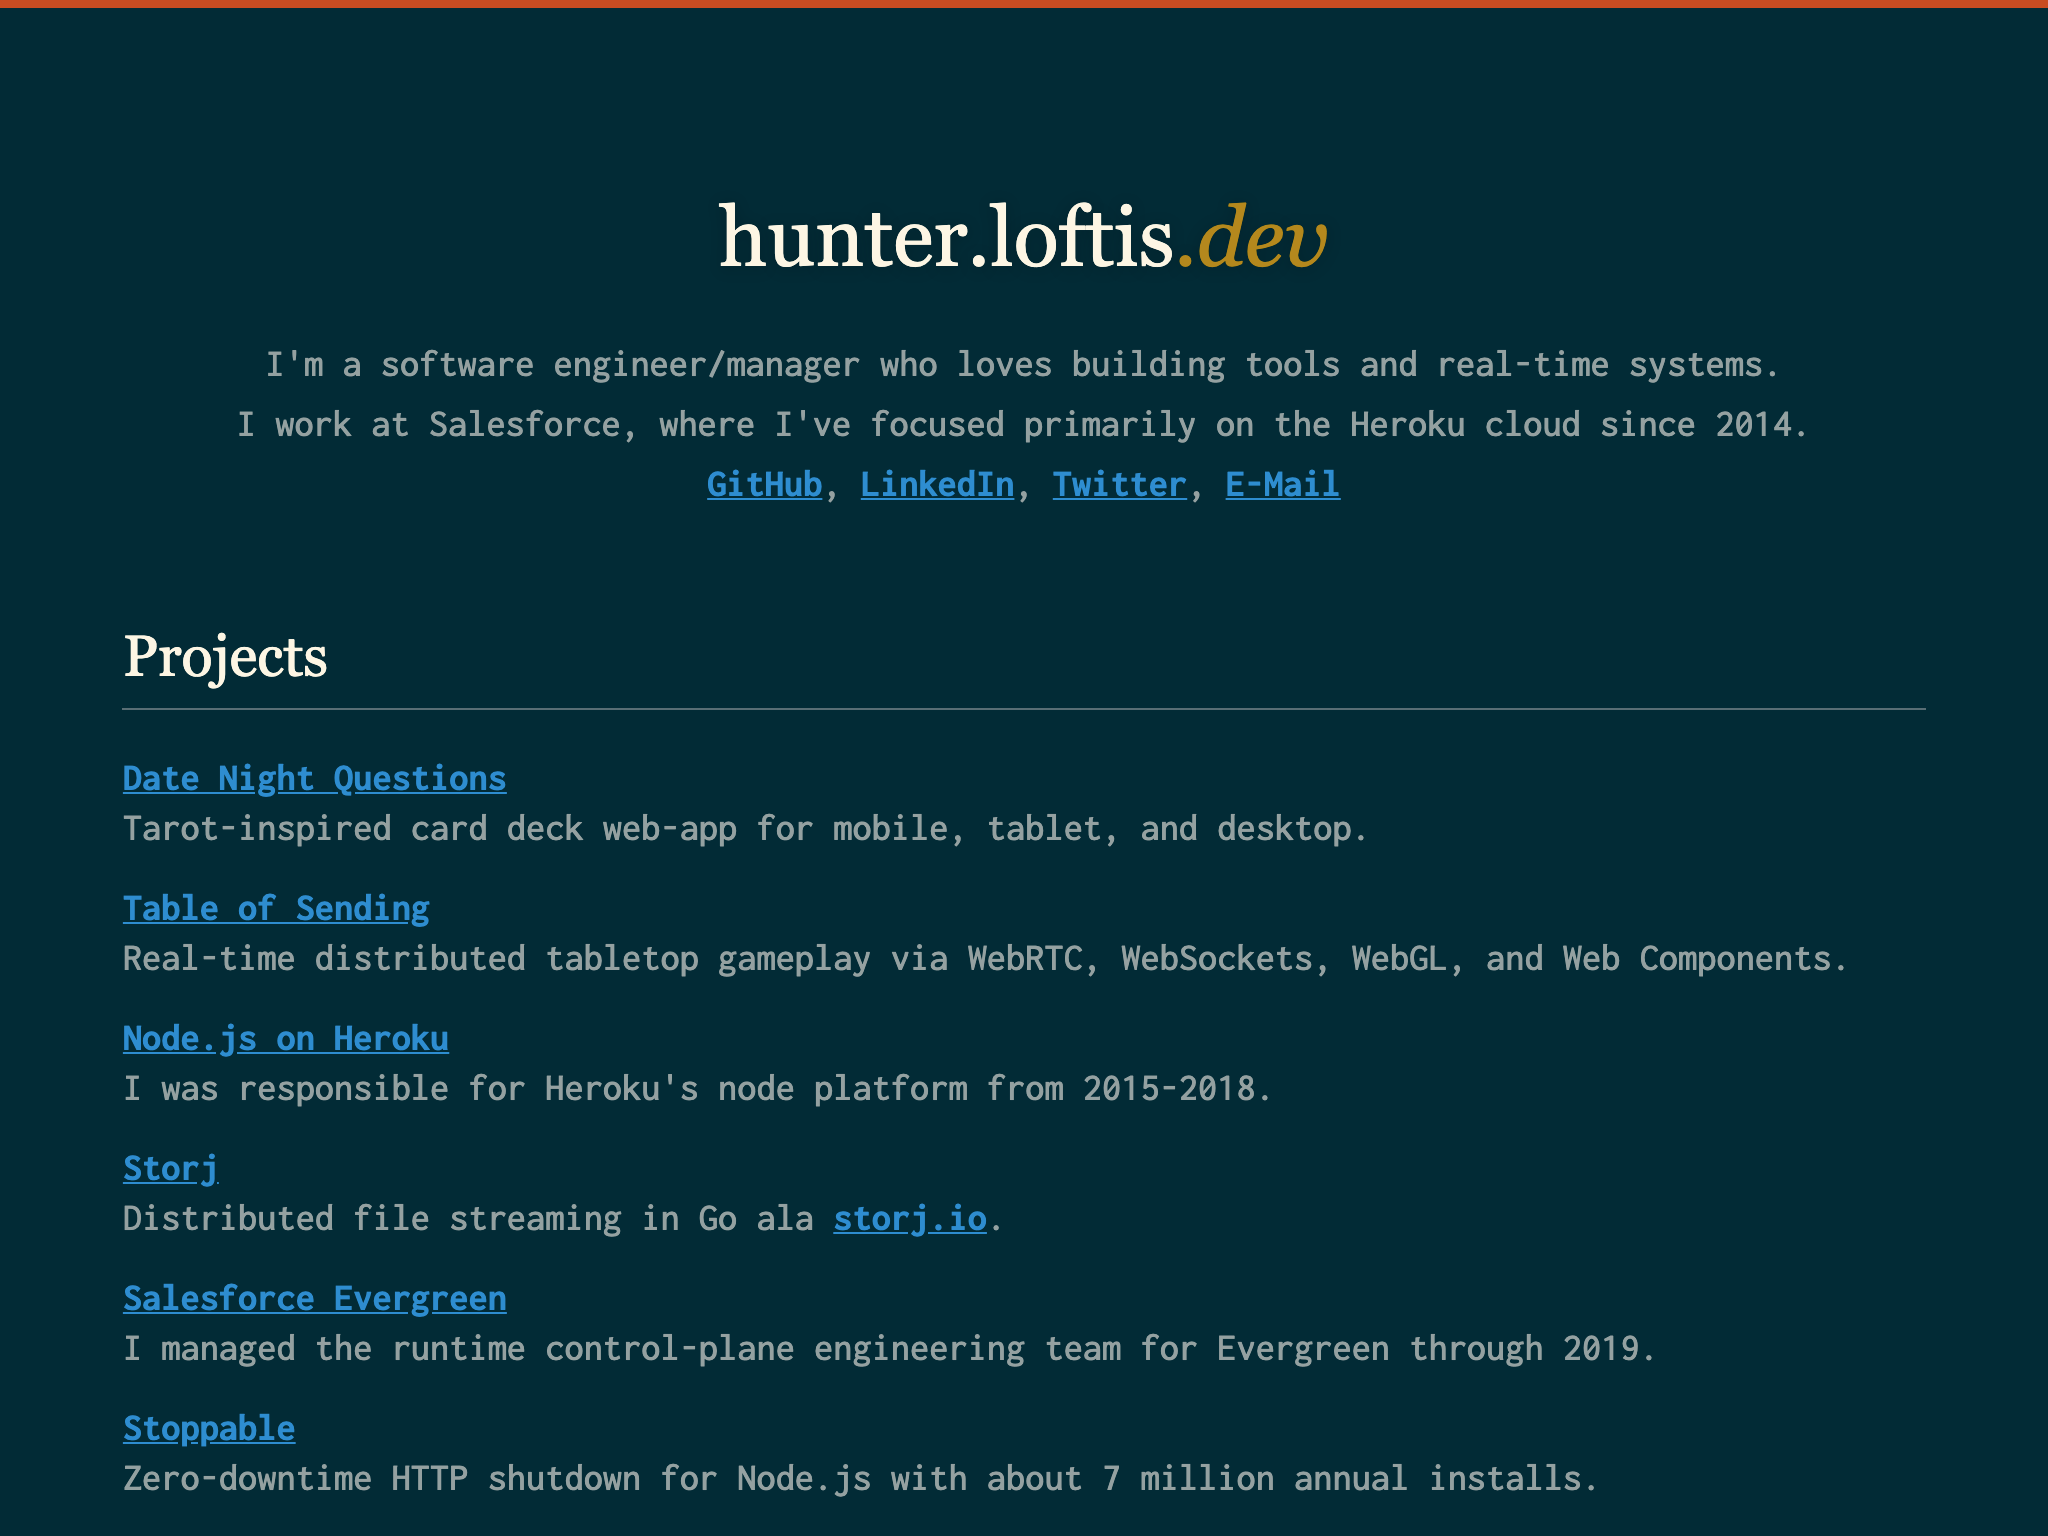 hunter.loftis.dev
I'm a software engineer/manager who loves building tools and real-time systems.
I work at Salesforce, where I've focused primarily on the Heroku cloud since 2014.
GitHub, LinkedIn, Twitter, E-Mail
Projects
Date Night Questions
Tarot-inspired card deck web-app for mobile, tablet, and desktop.
Table of Sending
Real-time distributed tabletop gameplay via WebRTC, WebSockets, WebGL, and Web Components.
Node.js on Heroku
I was responsible for Heroku's node platform from 2015-2018.
Storj
Distributed file streaming in Go ala storj.io.
Salesforce Evergreen
I managed the runtime control-plane engineering team for Evergreen through 2019.
Stoppable
Zero-downtime HTTP shutdown for Node.js with about 7 million annual installs.